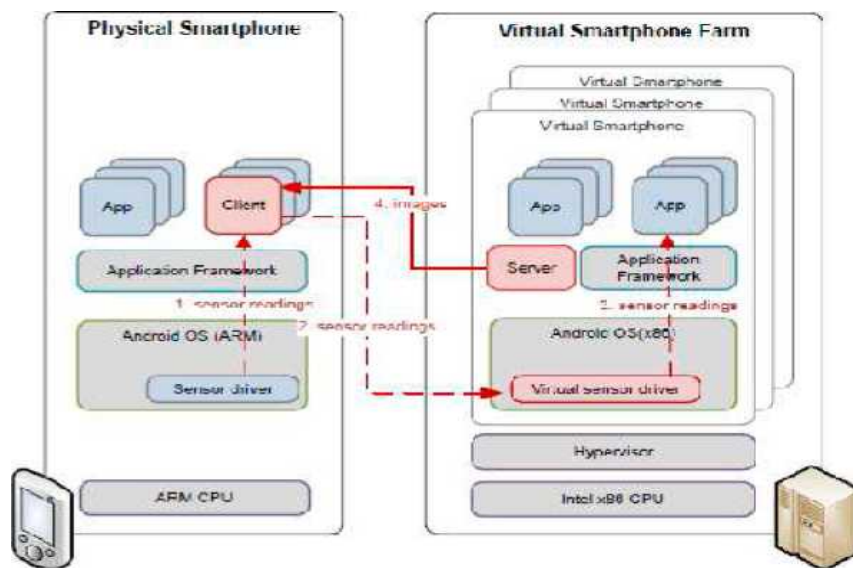 Physical Smartphone
App
Client
Application Framework
1. sensor readings
Android OS (ARM)
Sensor driver
ARM CPU
4. images
2. sensor readings
Virtual Smartphone Farm
Virtual Smartphone
Virtual Smartphone
Virtual Smartphone
App
App
Server
Application
Framework
sensor readings
Android OS(x86)
Virtual sensor driver
Hypervisor
Intel x86 CPU